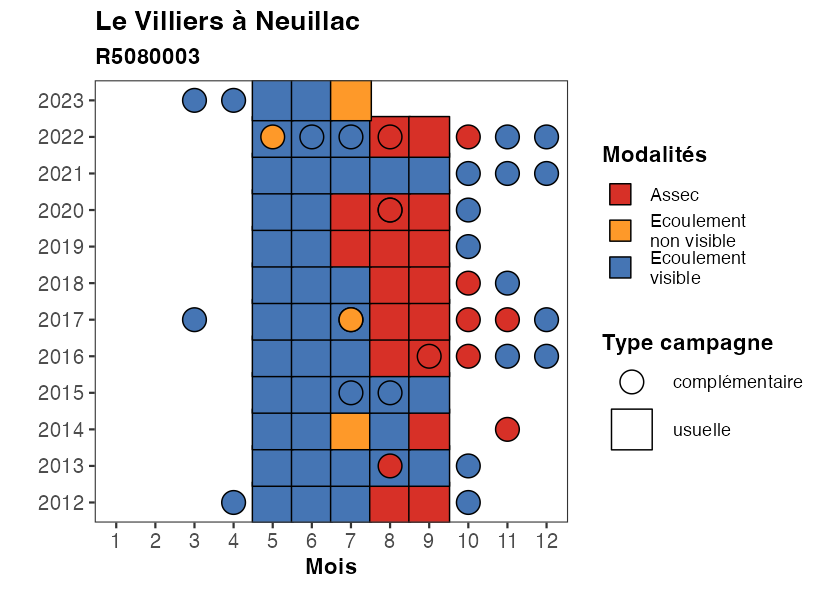 Le Villiers à Neuillac
R5080003
2023
2022
2021
2020
2019
2018
2017
2016
2015
2014
2013
2012
1 2 3 4 5 6 7 8 9 10 11 12
Mois
Modalités
Assec
Ecoulement
non visible
Ecoulement
visible
Type campagne
complémentaire
usuelle